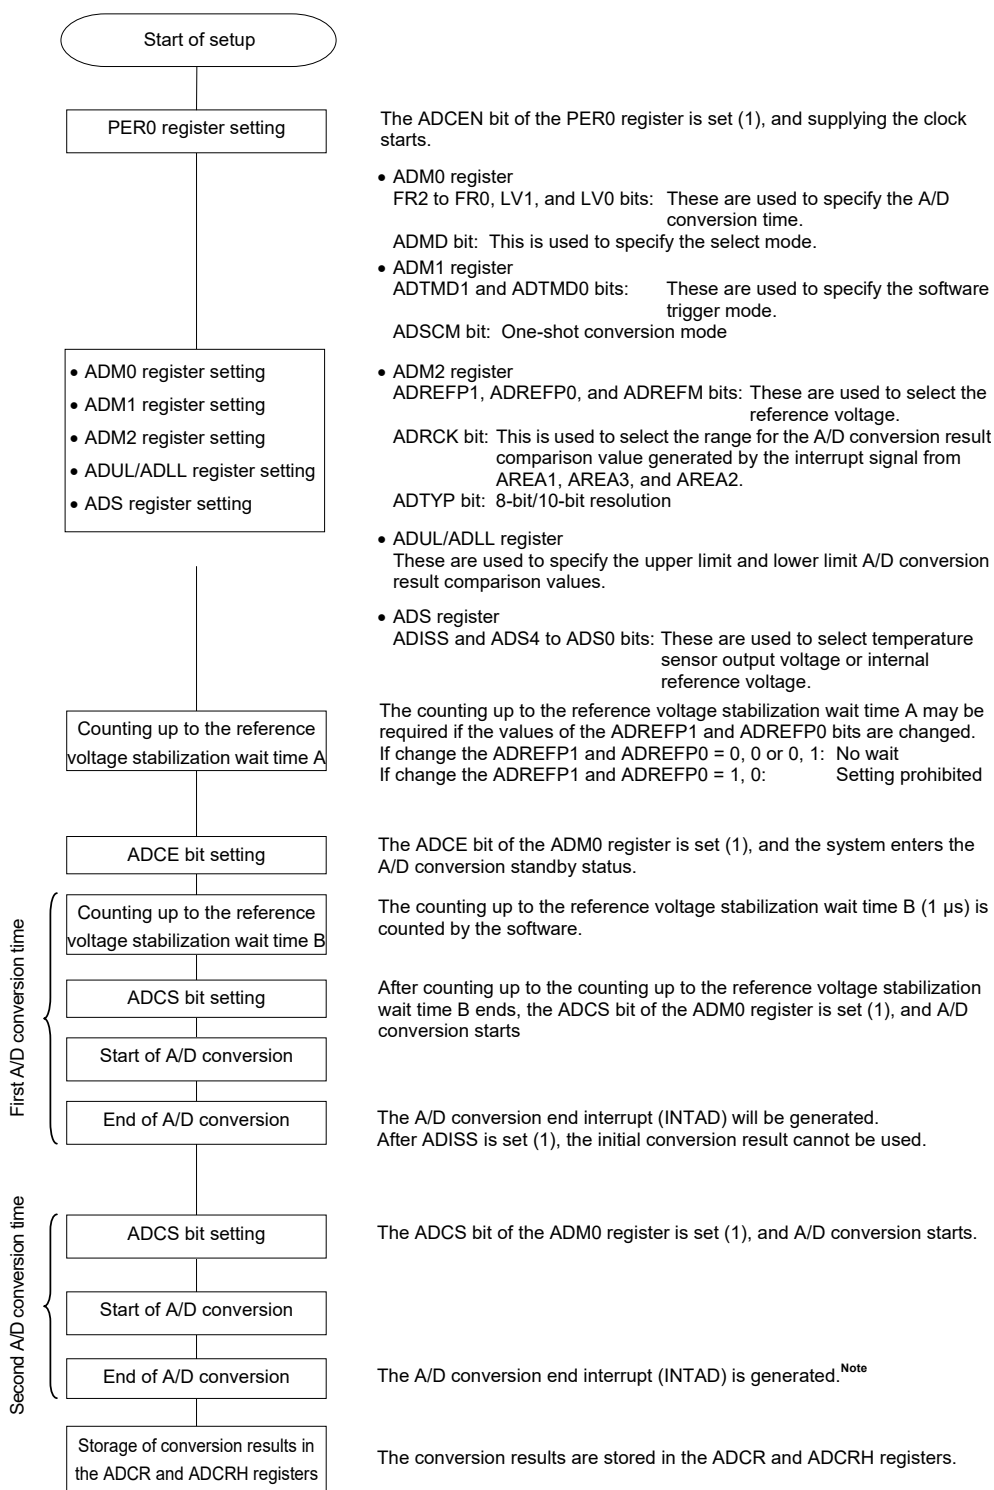 Start of setup
PER0 register setting
The ADCEN bit of the PER0 register is set (1), and supplying the clock
starts.
• ADM0 register
FR2 to FR0, LV1, and LV0 bits: These are used to specify the A/D
conversion time.
ADMD bit: This is used to specify the select mode.
• ADM1 register
ADTMD1 and ADTMD0 bits: These are used to specify the software
trigger mode.
ADSCM bit: One-shot conversion mode
• ADM0 register setting
• ADM1 register setting
• ADM2 register setting
• ADUL/ADLL register setting
• ADS register setting
• ADM2 register
ADREFP1, ADREFP0, and ADREFM bits: These are used to select the
reference voltage.
ADRCK bit: This is used to select the range for the A/D conversion result
comparison value generated by the interrupt signal from
AREA1, AREA3, and AREA2.
ADTYP bit: 8-bit/10-bit resolution
• ADUL/ADLL register
These are used to specify the upper limit and lower limit A/D conversion
result comparison values.
• ADS register
ADISS and ADS4 to ADS0 bits: These are used to select temperature
sensor output voltage or internal
reference voltage.
Counting up to the reference
voltage stabilization wait time A
The counting up to the reference voltage stabilization wait time A may be
required if the values of the ADREFP1 and ADREFP0 bits are changed.
If change the ADREFP1 and ADREFP0 = 0, 0 or 0, 1: No wait
If change the ADREFP1 and ADREFP0 = 1, 0: Setting prohibited
ADCE bit setting
The ADCE bit of the ADM0 register is set (1), and the system enters the
A/D conversion standby status.
First A/D conversion time
Counting up to the reference
voltage stabilization wait time B
The counting up to the reference voltage stabilization wait time B (1 µs) is
counted by the software.
ADCS bit setting
After counting up to the counting up to the reference voltage stabilization
wait time B ends, the ADCS bit of the ADM0 register is set (1), and A/D
conversion starts
Start of A/D conversion
End of A/D conversion
The A/D conversion end interrupt (INTAD) will be generated.
After ADISS is set (1), the initial conversion result cannot be used.
Second A/D conversion time
ADCS bit setting
The ADCS bit of the ADM0 register is set (1), and A/D conversion starts.
Start of A/D conversion
End of A/D conversion
The A/D conversion end interrupt (INTAD) is generated.Note
Storage of conversion results in
the ADCR and ADCRH registers
The conversion results are stored in the ADCR and ADCRH registers.